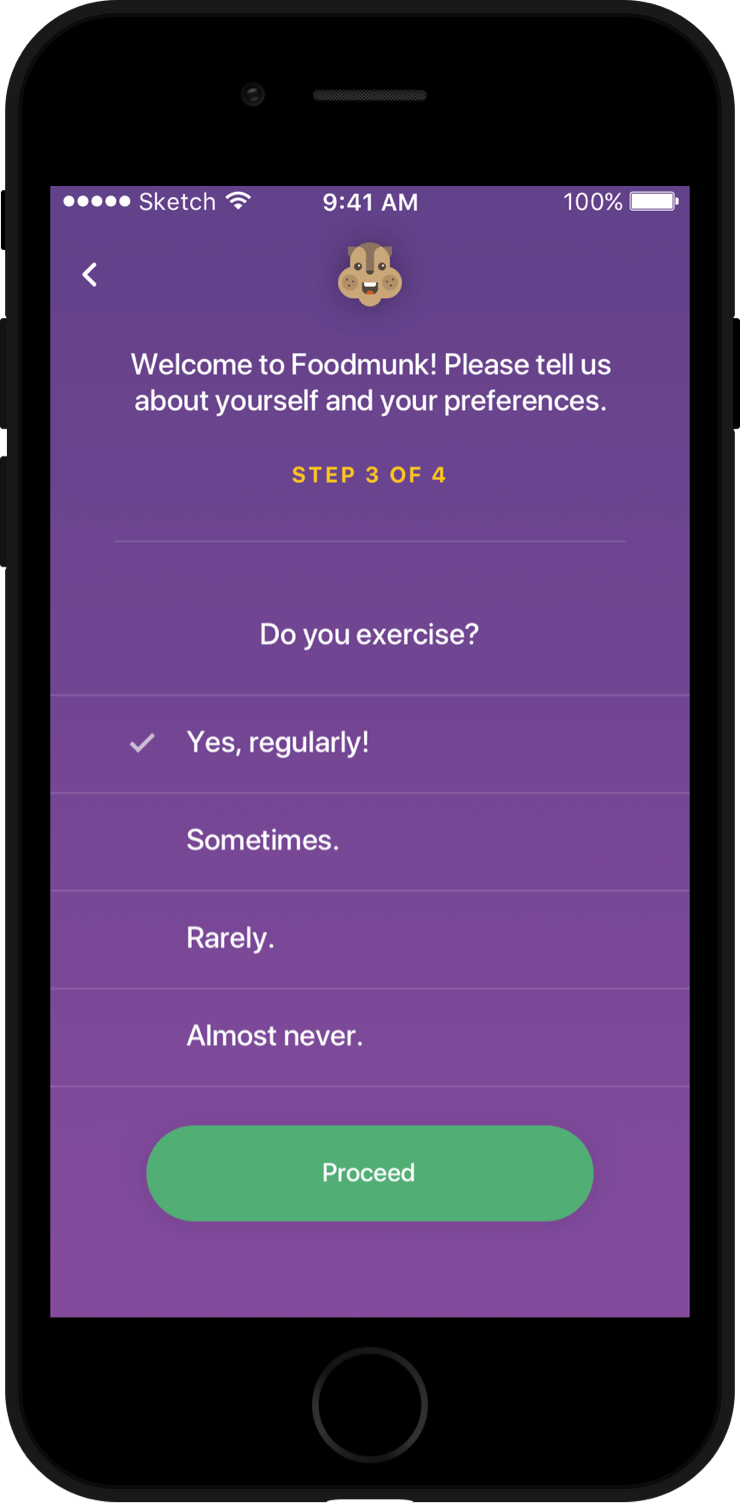 Sketch 9:41 AM 100%
Welcome to Foodmunk! Please tell us
about yourself and your preferences.
STEP 3 OF 4
Do you exercise?
Yes, regularly!
Sometimes.
Rarely.
Almost never.
Proceed